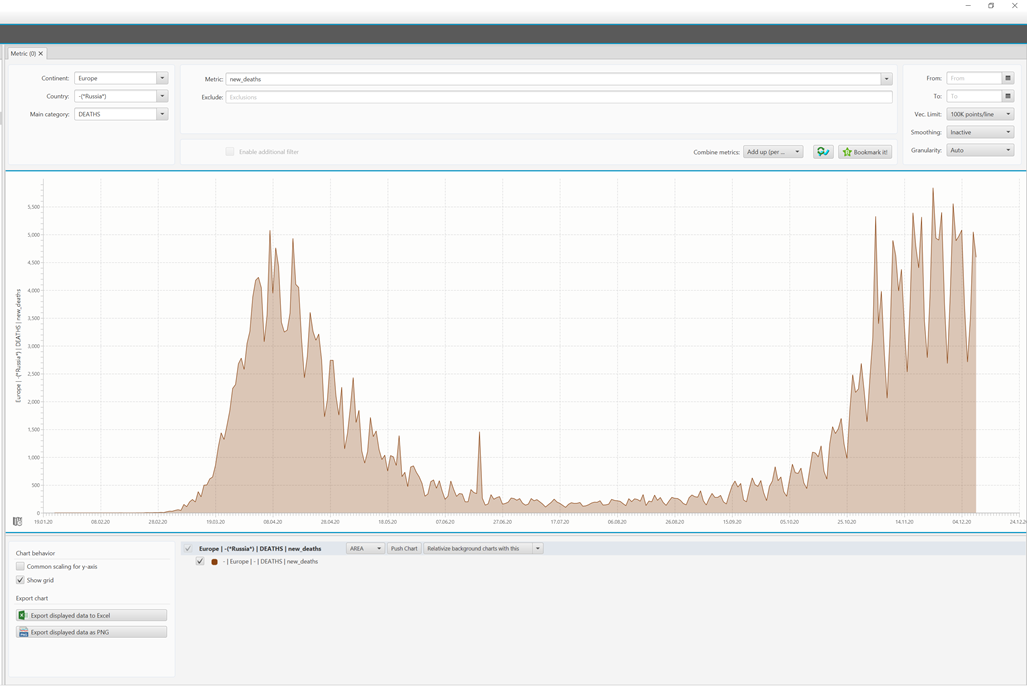 Metric (0)
Continent: Europe
Metric: new_deaths
From: From
Country: -(*Russia*)
Exclude: Exclusions
To: To
Main category: DEATHS
Vec. Limit: 100K points/line
Smoothing: Inactive
Enable additional filter
Combine metrics: Add up (per ...
Bookmark it!
Granularity: Auto
Europe | -(*Russia*) | DEATHS | new_deaths
5,500
5,000
4,500
4,000
3,500
3,000
2,500
2,000
1,500
1,000
500
0
19.01.20 08.02.20 28.02.20 19.03.20 08.04.20 28.04.20 18.05.20 07.06.20 27.06.20 17.07.20 06.08.20 26.08.20 15.09.20 05.10.20 25.10.20 14.11.20 04.12.20 24.12.20
Chart behavior
Common scaling for y-axis
Show grid
Export chart
Export displayed data to Excel
Export displayed data as PNG
Europe | -(*Russia*) | DEATHS | new_deaths AREA Push Chart Relativize background charts with this
- | Europe | - | DEATHS | new_deaths